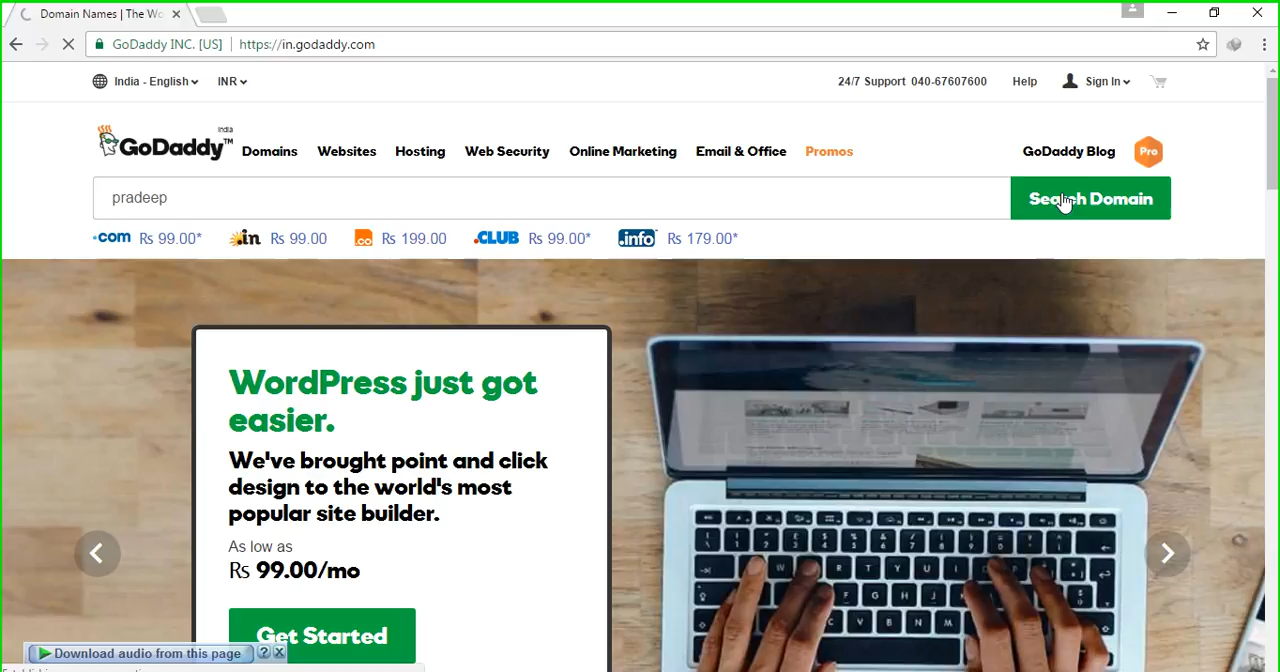 Domain Names | The Wo
GoDaddy INC. [US] https://in.godaddy.com
India - English INR 24/7 Support 040-67607600 Help Sign In
India
GoDaddy™ Domains Websites Hosting Web Security Online Marketing Email & Office Promos GoDaddy Blog Pro
pradeep Search Domain
.com Rs 99.00* .in Rs 99.00 .co Rs 199.00 .CLUB Rs 99.00* .info Rs 179.00*
WordPress just got
easier.
We've brought point and click
design to the world's most
popular site builder.
As low as
Rs 99.00/mo
Get Started
Download audio from this page ? X